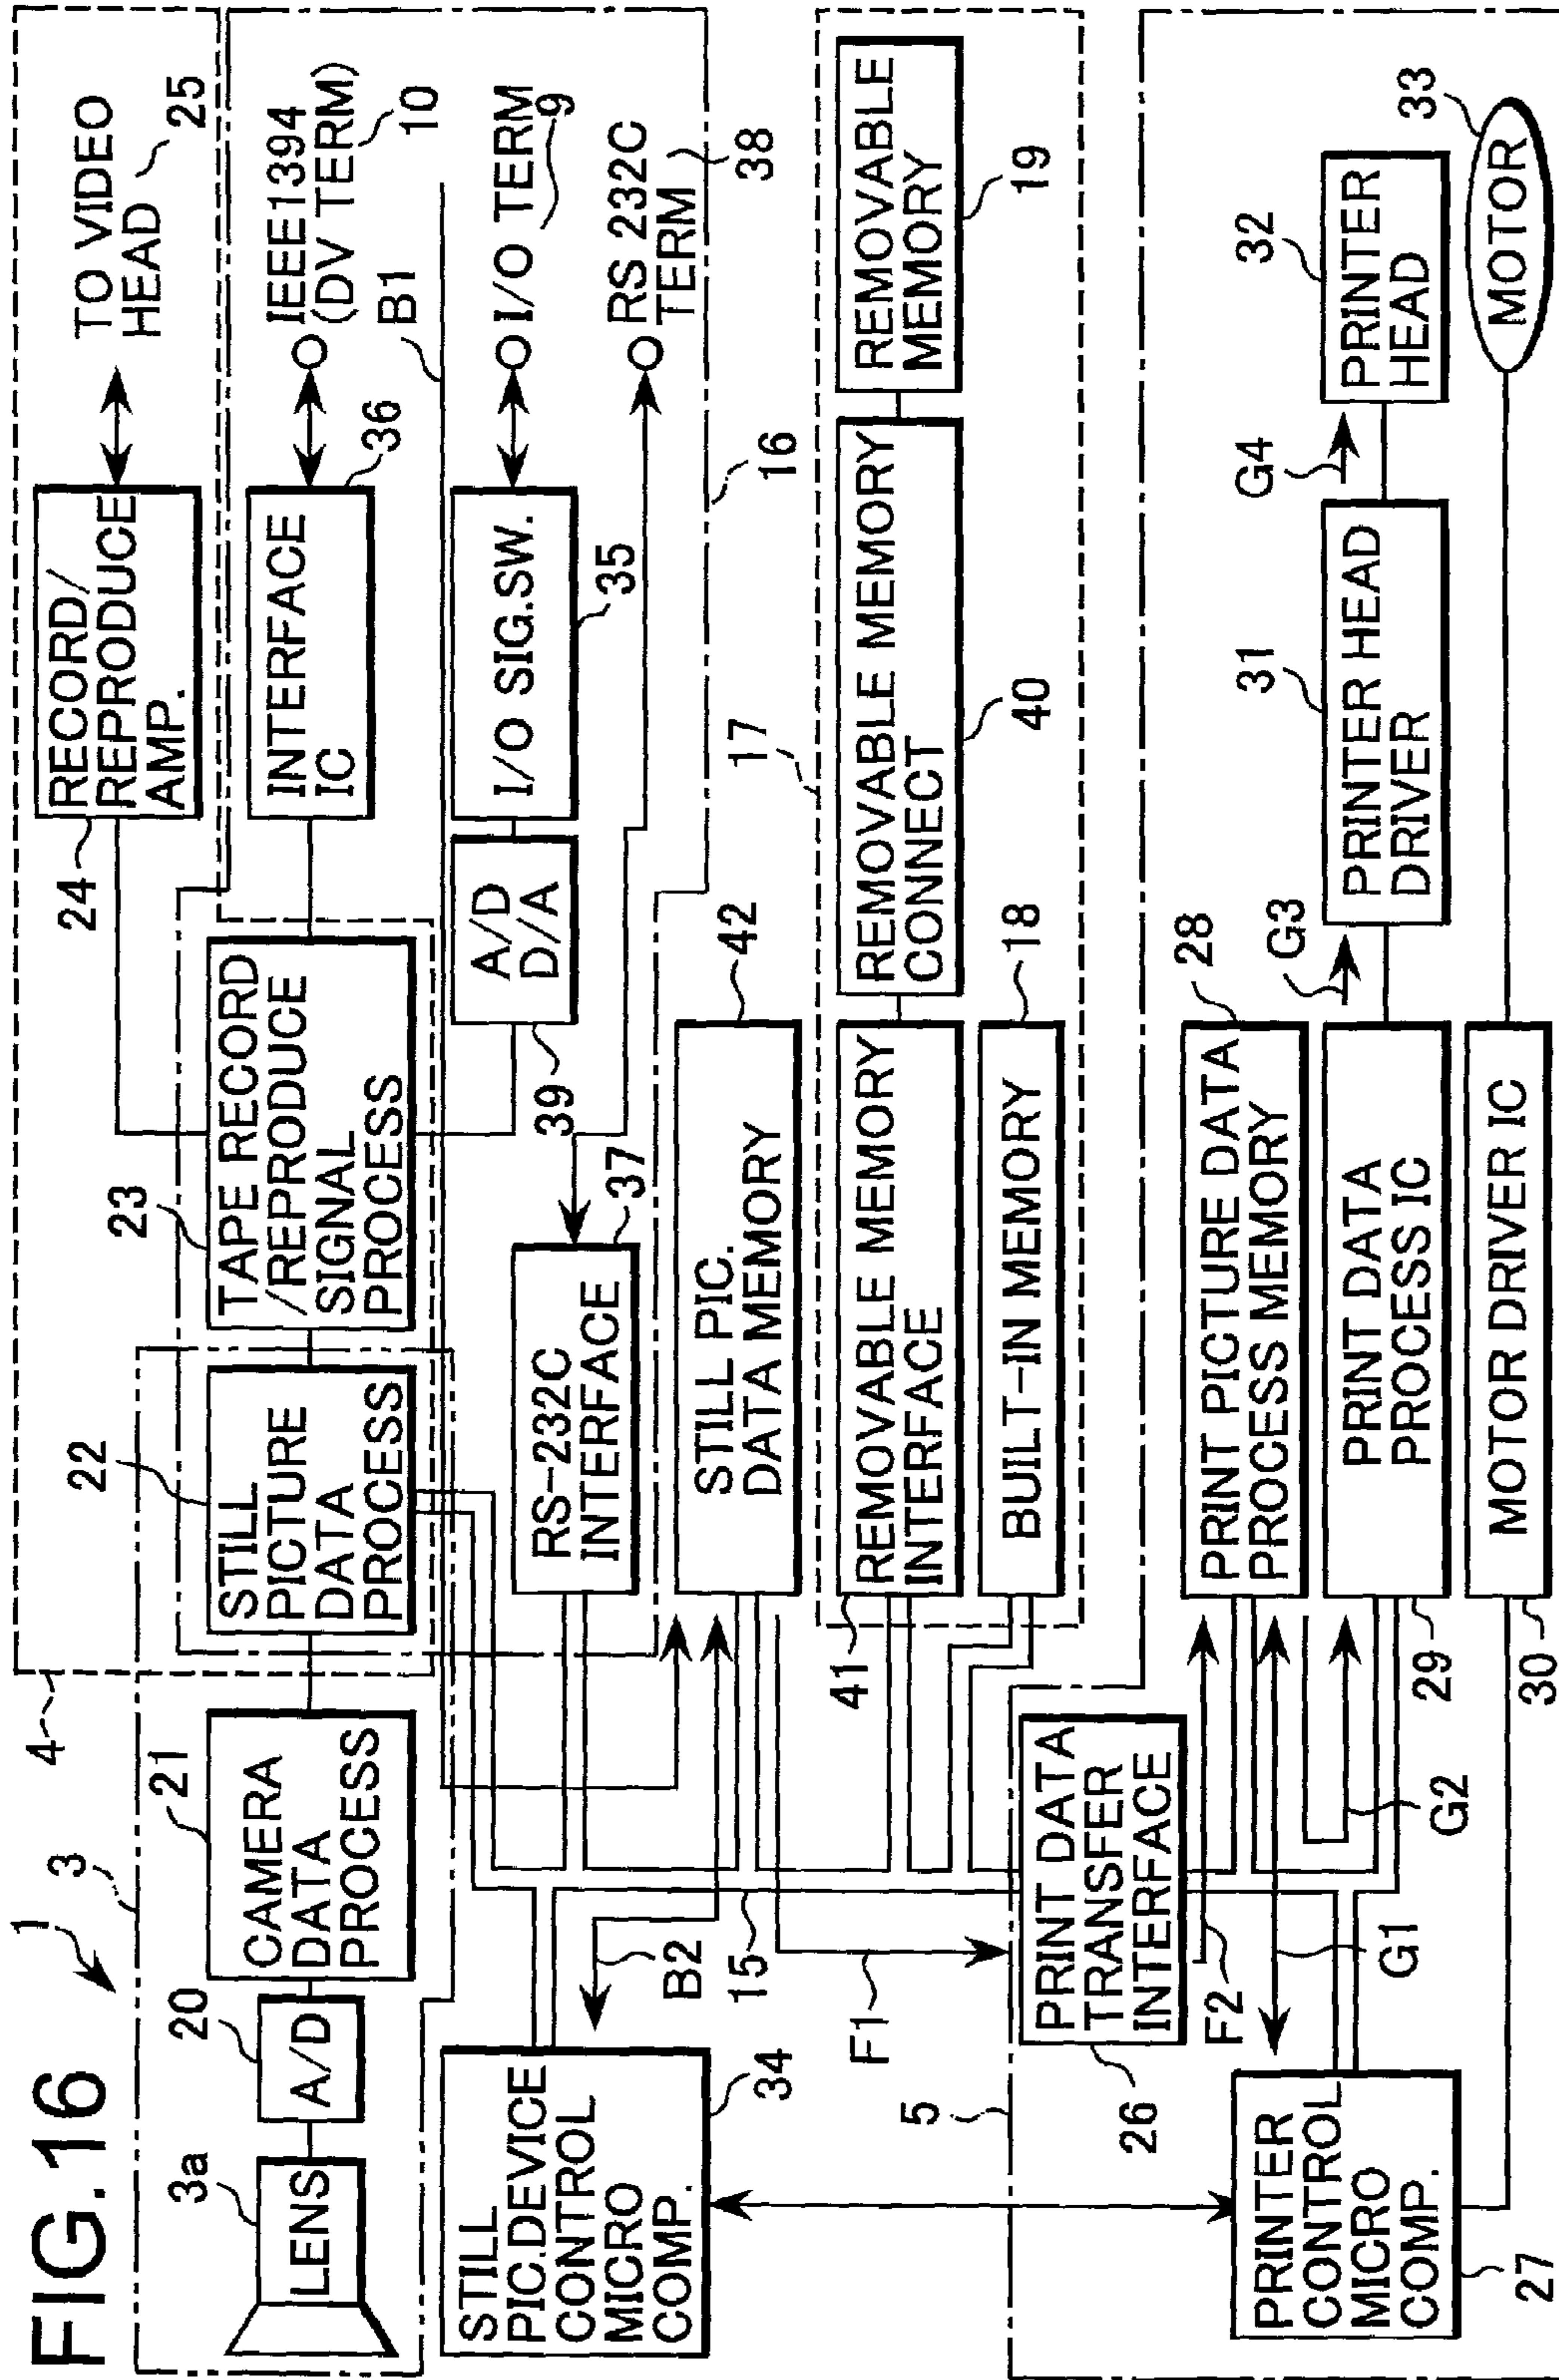 FIG.16
1
3
4
3a
LENS
20
A/D
21
CAMERA
DATA
PROCESS
22
STILL
PICTURE
DATA
PROCESS
23
TAPE RECORD
/REPRODUCE
SIGNAL
PROCESS
24
RECORD/
REPRODUCE
AMP.
TO VIDEO
HEAD
25
INTERFACE
IC
36
IEEE1394
(DV TERM)
10
B1
A/D
D/A
39
I/O SIG.SW.
35
I/O TERM
9
RS 232C
TERM
38
16
RS-232C
INTERFACE
37
STILL
PIC.DEVICE
CONTROL
MICRO
COMP.
34
B2
15
F1
STILL PIC.
DATA MEMORY
42
17
REMOVABLE MEMORY
INTERFACE
41
REMOVABLE MEMORY
CONNECT
40
REMOVABLE
MEMORY
19
BUILT-IN MEMORY
18
5
PRINT DATA
TRANSFER
INTERFACE
26
F2
G1
G2
PRINTER
CONTROL
MICRO
COMP.
27
PRINT PICTURE DATA
PROCESS MEMORY
28
PRINT DATA
PROCESS IC
29
G3
PRINTER HEAD
DRIVER
31
G4
PRINTER
HEAD
32
MOTOR DRIVER IC
30
MOTOR
33